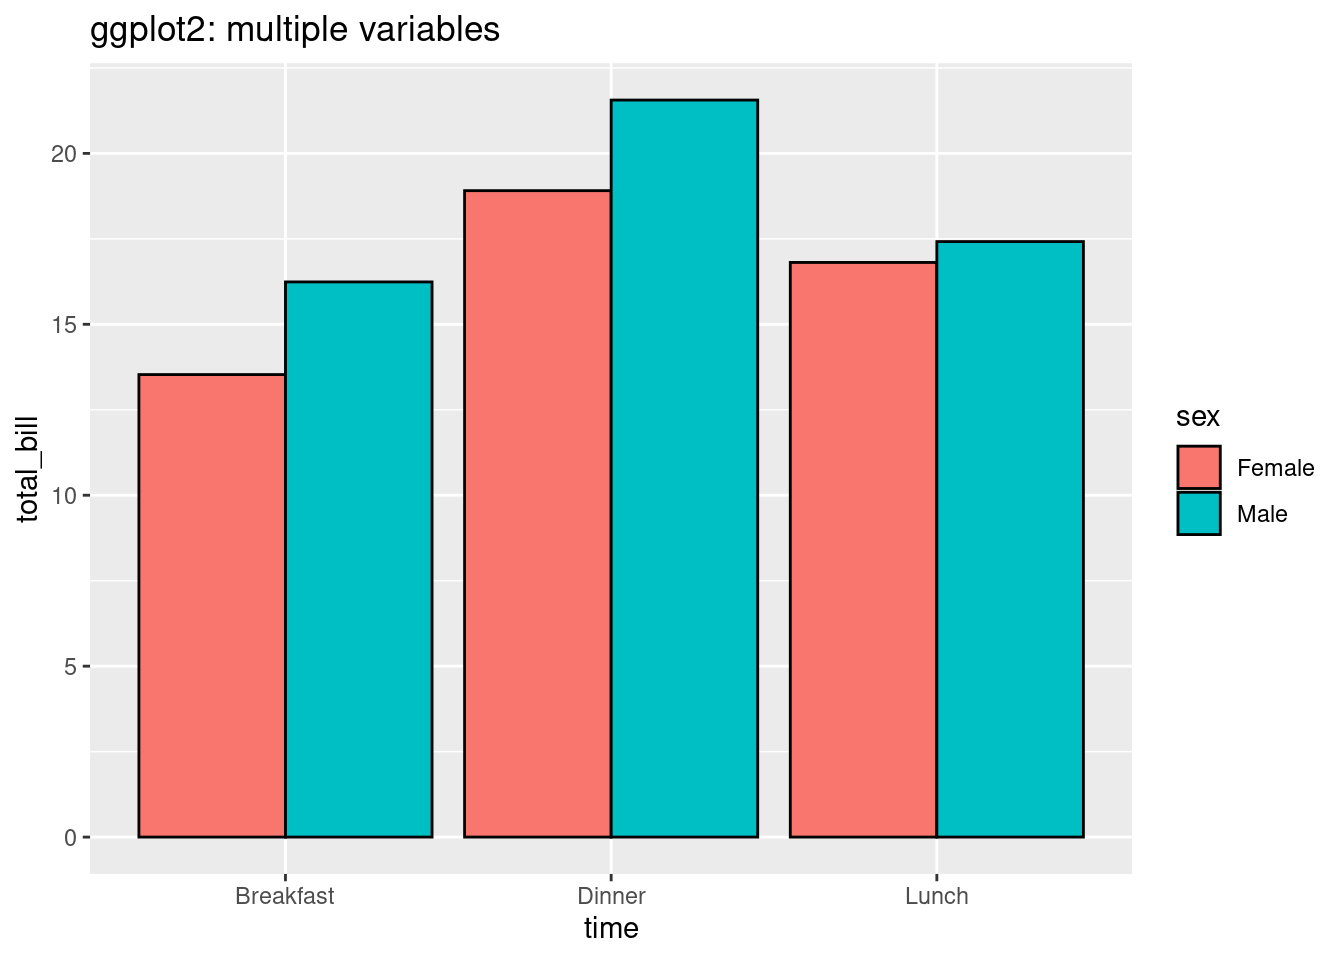 ggplot2: multiple variables
20
15
10
5
0
total_bill
Breakfast
Dinner
Lunch
time
sex
Female
Male